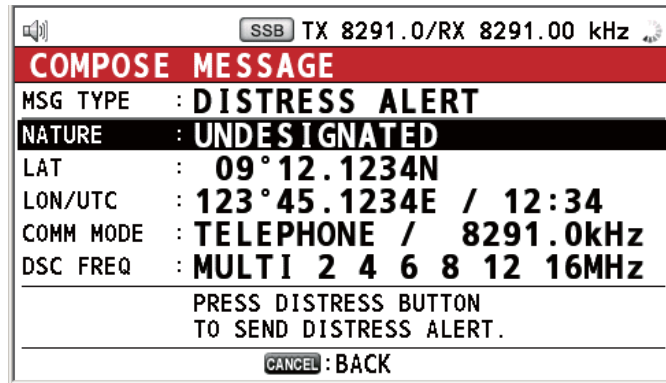 SSB TX 8291.0/RX 8291.00 kHz
COMPOSE MESSAGE
MSG TYPE : DISTRESS ALERT
NATURE : UNDESIGNATED
LAT : 09°12.1234N
LON/UTC : 123°45.1234E / 12:34
COMM MODE : TELEPHONE / 8291.0kHz
DSC FREQ : MULTI 2 4 6 8 12 16MHz
PRESS DISTRESS BUTTON
TO SEND DISTRESS ALERT.
CANCEL : BACK